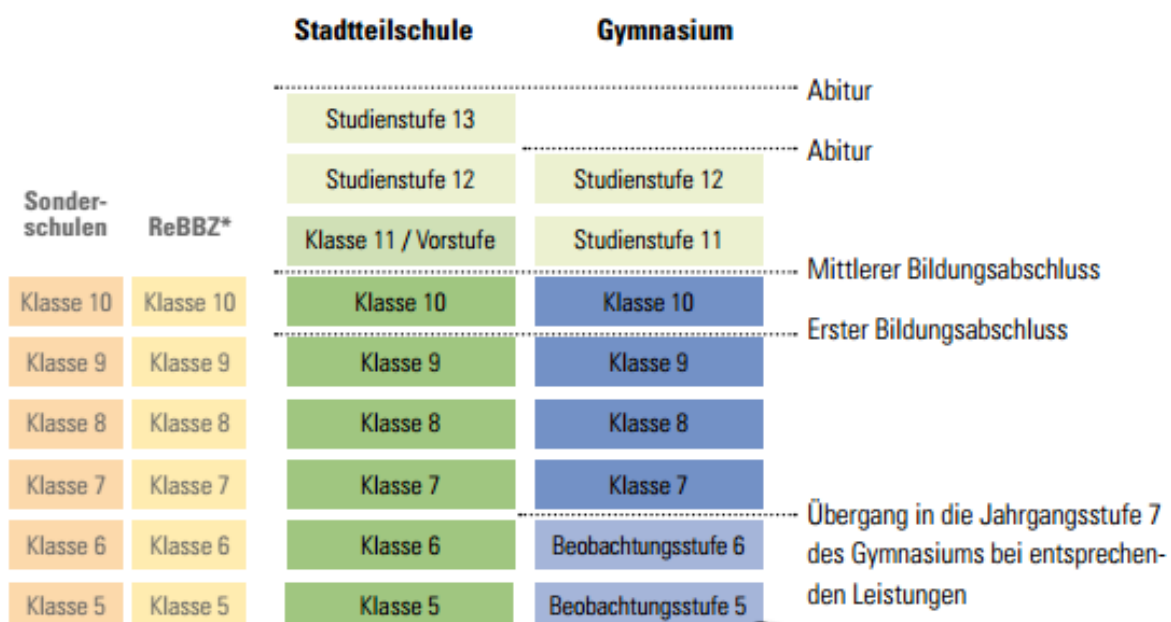 Stadtteilschule Gymnasium
Abitur
Studienstufe 13
Abitur
Studienstufe 12 Studienstufe 12
Sonder-
schulen ReBBZ*
Klasse 11 / Vorstufe Studienstufe 11
Mittlerer Bildungsabschluss
Klasse 10 Klasse 10 Klasse 10 Klasse 10
Erster Bildungsabschluss
Klasse 9 Klasse 9 Klasse 9 Klasse 9
Klasse 8 Klasse 8 Klasse 8 Klasse 8
Klasse 7 Klasse 7 Klasse 7 Klasse 7
Übergang in die Jahrgangsstufe 7
des Gymnasiums bei entsprechen-
den Leistungen
Klasse 6 Klasse 6 Klasse 6 Beobachtungsstufe 6
Klasse 5 Klasse 5 Klasse 5 Beobachtungsstufe 5